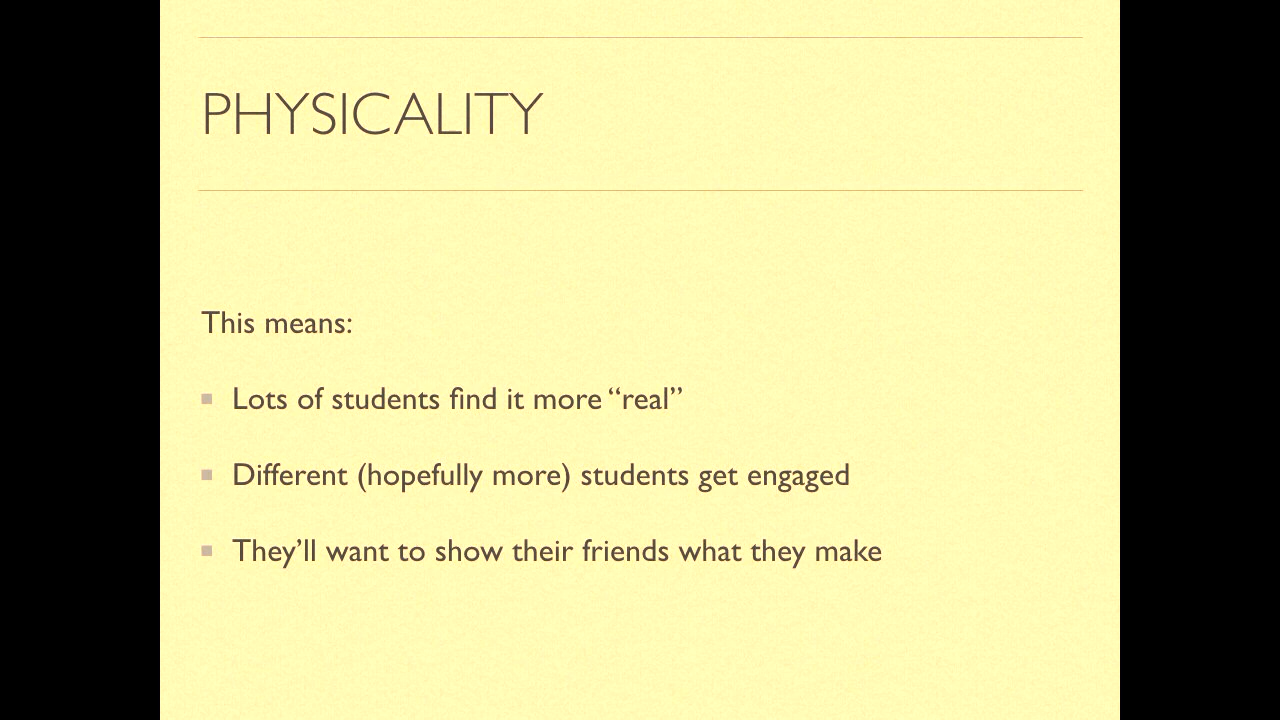 PHYSICALITY
This means:
Lots of students find it more “real”
Different (hopefully more) students get engaged
They’ll want to show their friends what they make